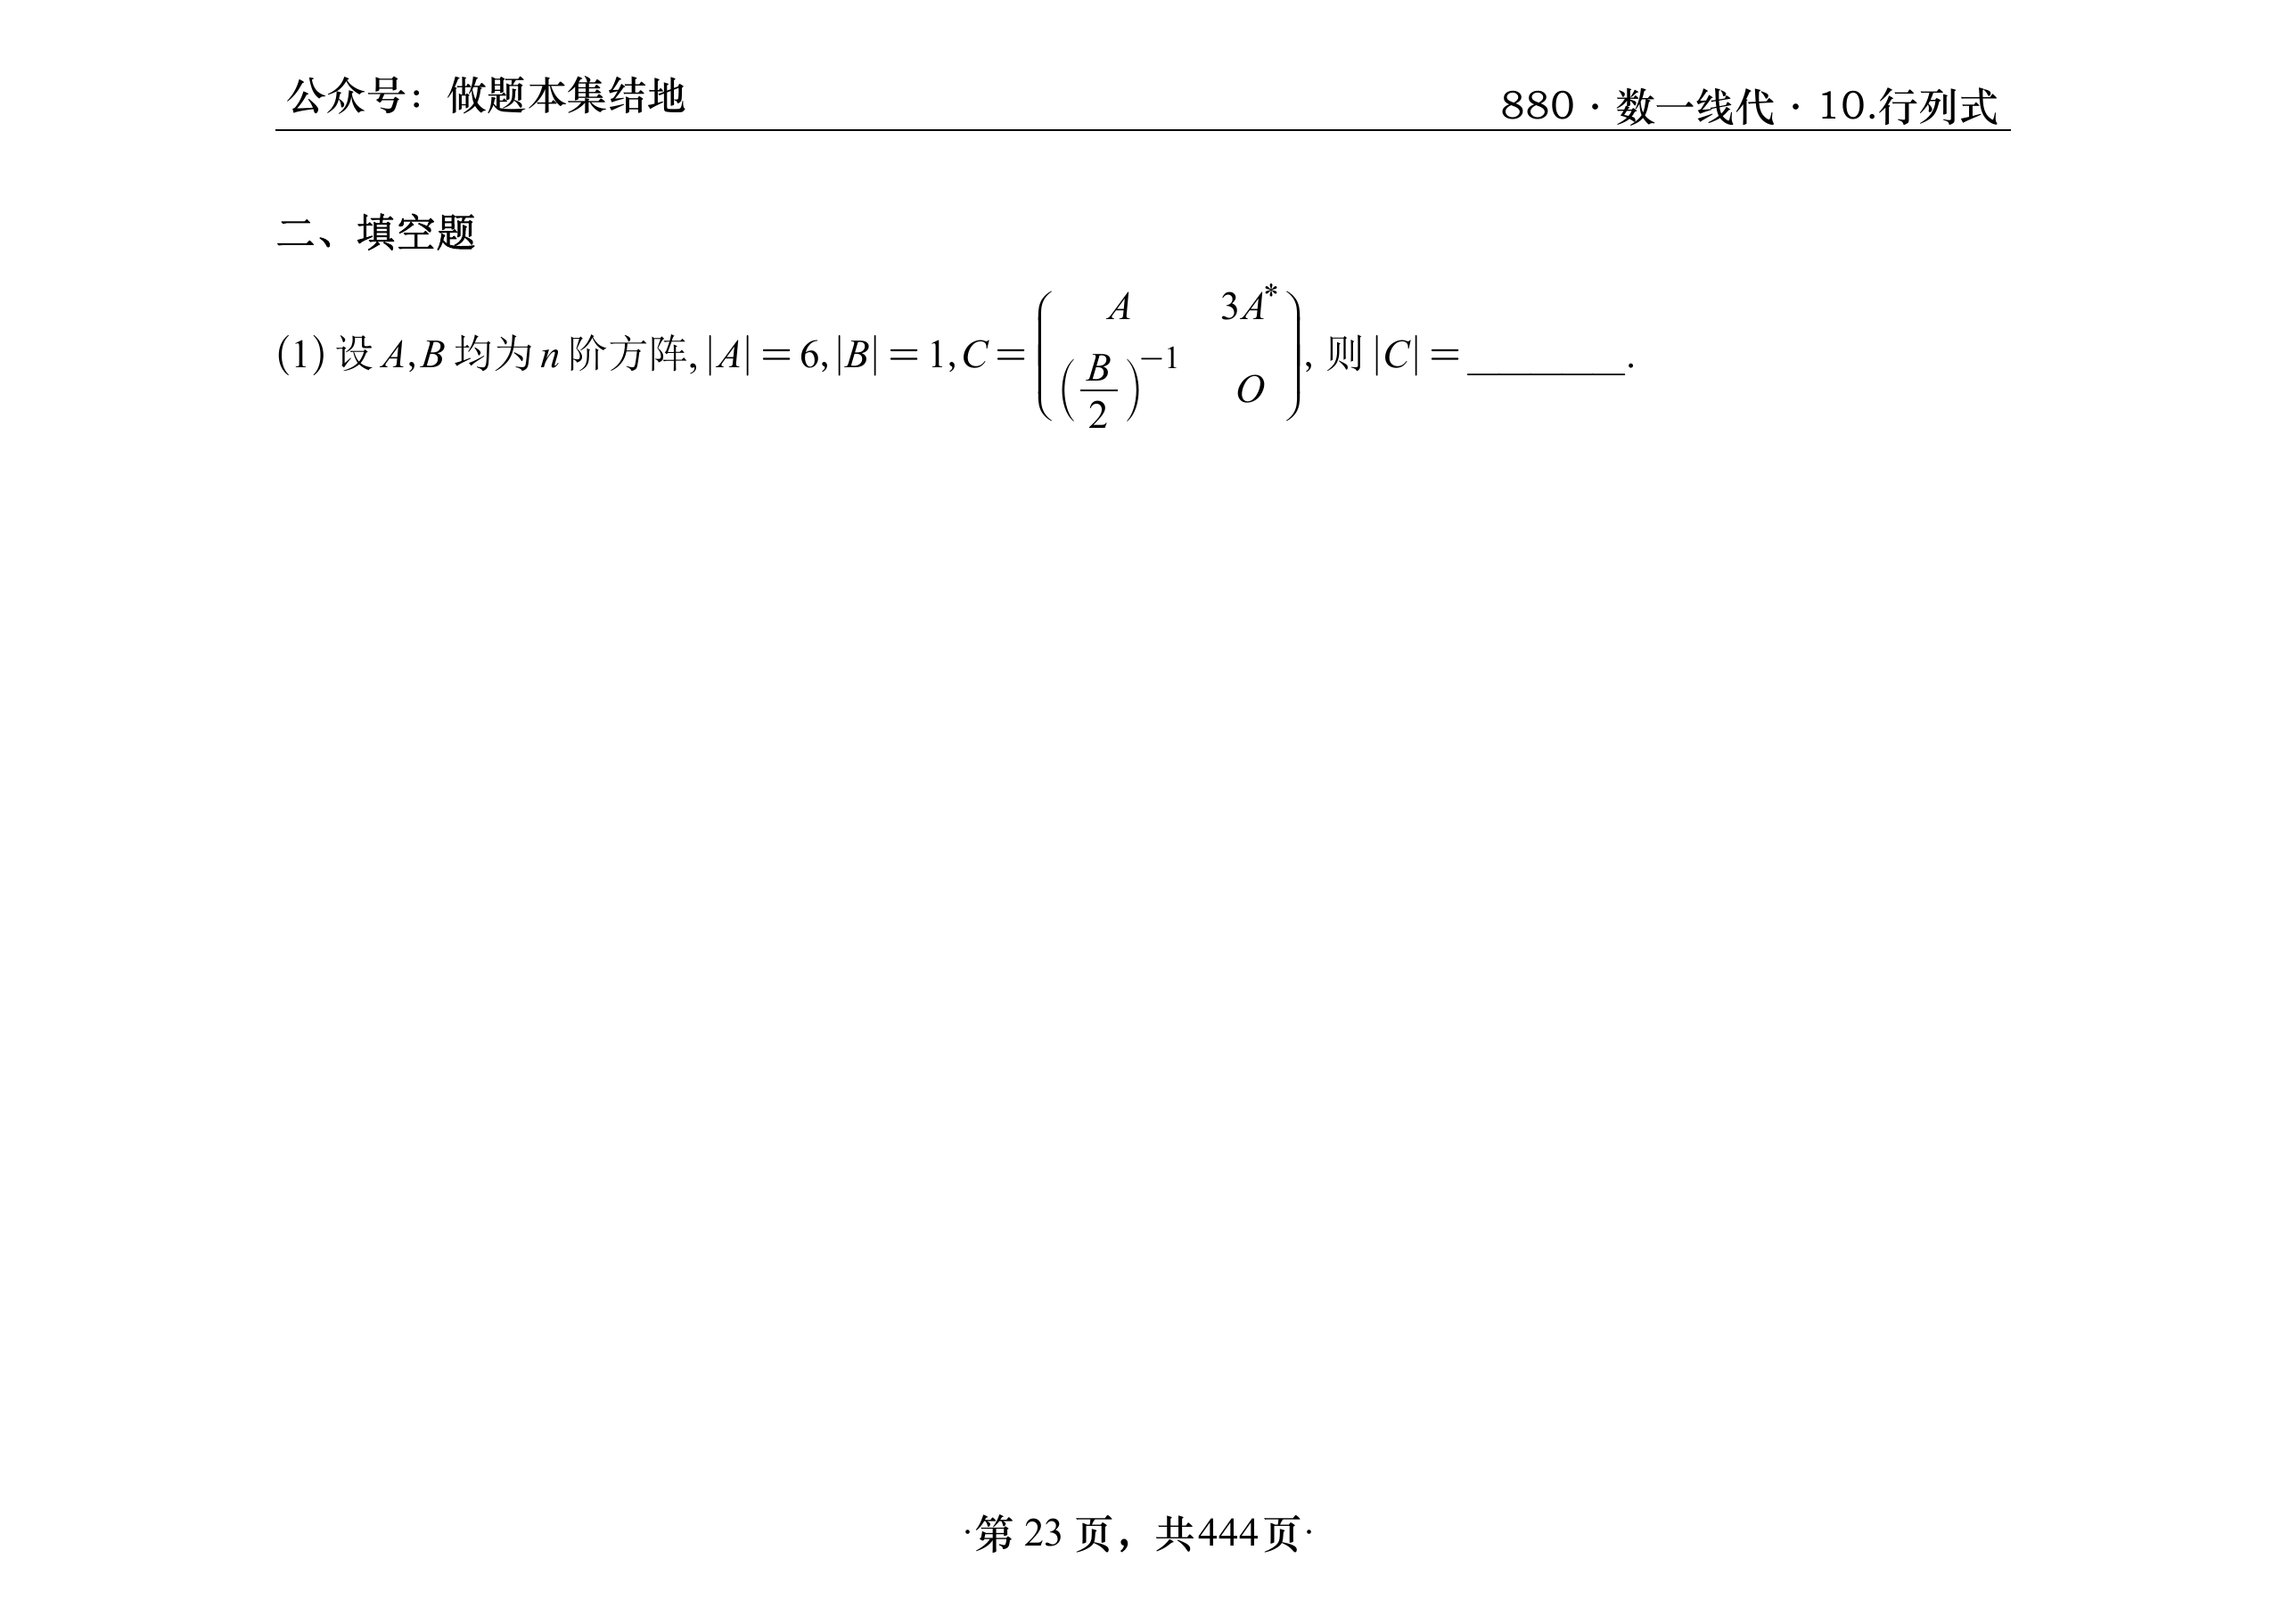 公众号：做题本集结地
880·数一线代·10.行列式
二、填空题
(1) 设 A,B 均为 n 阶方阵, |A| = 6, |B| = 1, C = \begin{pmatrix} A & 3A^* \\ \left(\frac{B}{2}\right)^{-1} & O \end{pmatrix}, 则 |C| = ________.
·第 23 页，共444页·